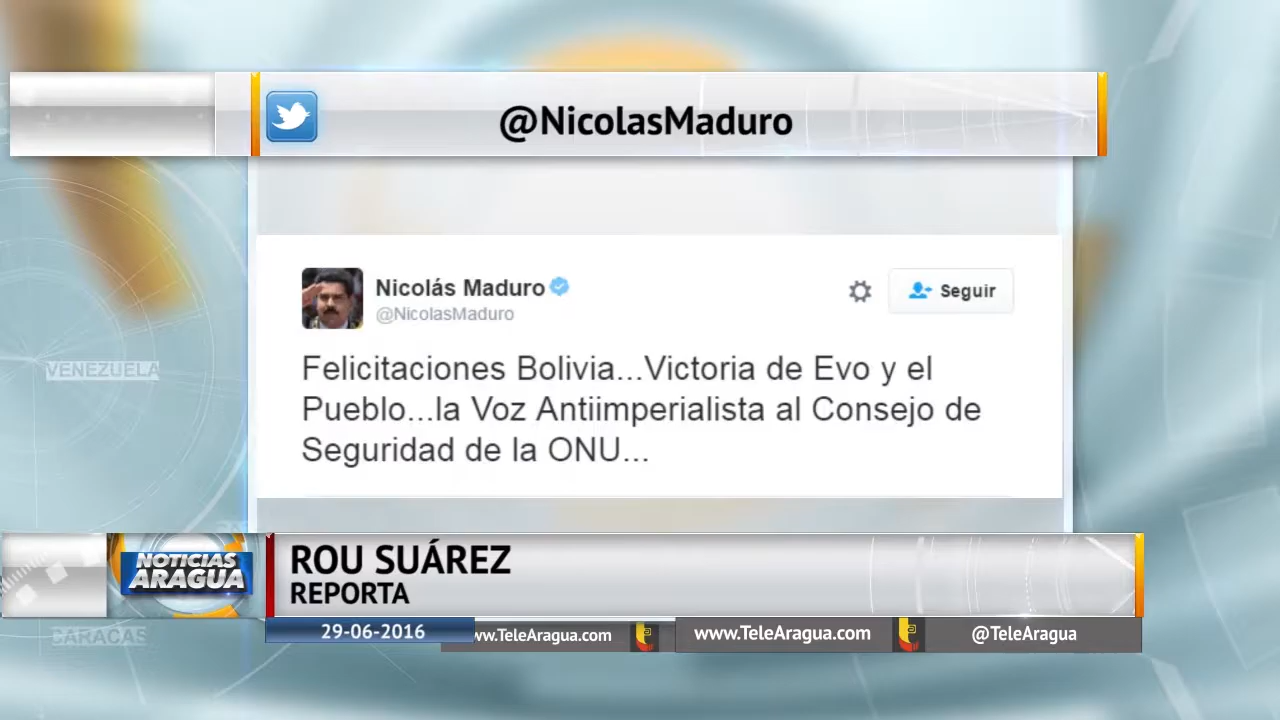 @NicolasMaduro
Nicolás Maduro
@NicolasMaduro
Seguir
Felicitaciones Bolivia...Victoria de Evo y el
Pueblo...la Voz Antiimperialista al Consejo de
Seguridad de la ONU...
VENEZUELA
NOTICIAS
ARAGUA
ROU SUÁREZ
REPORTA
CARACAS
29-06-2016
ww.TeleAragua.com
www.TeleAragua.com
@TeleAragua